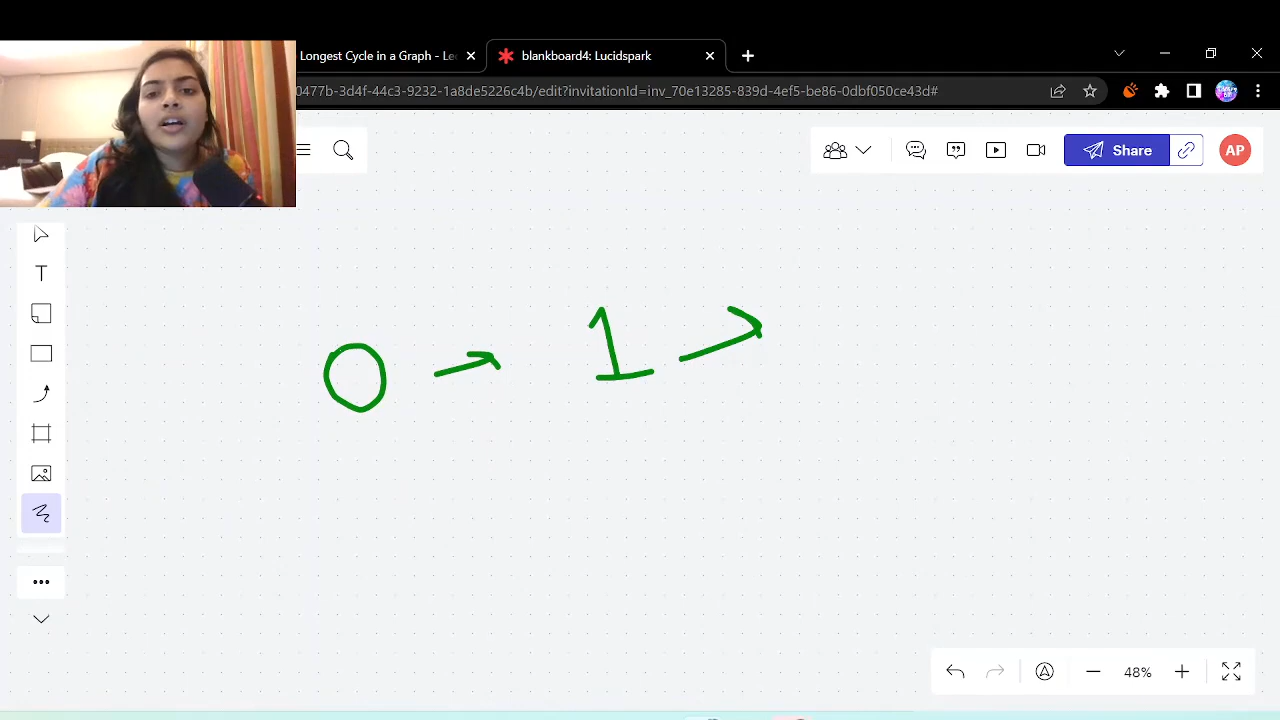 Longest Cycle in a Graph - Le
blankboard4: Lucidspark
0477b-3d4f-44c3-9232-1a8de5226c4b/edit?invitationId=inv_70e13285-839d-4ef5-be86-0dbf050ce43d#
Share
AP
T
0 → 1 →
48%